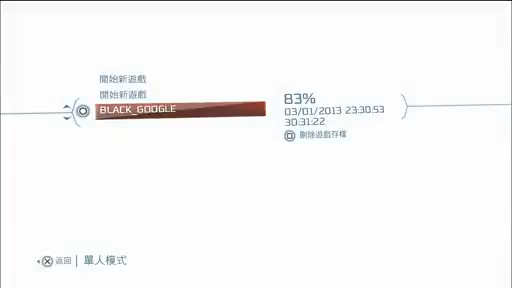 開始新遊戲
開始新遊戲
BLACK_GOOGLE
83%
03/01/2013 23:30:53
30:31:22
刪除遊戲存檔
返回 | 單人模式